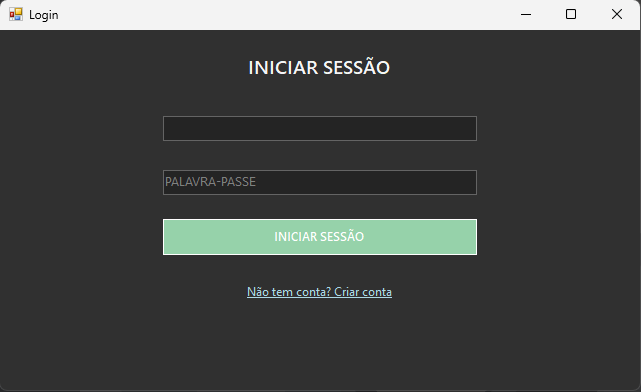 Login
INICIAR SESSÃO
PALAVRA-PASSE
INICIAR SESSÃO
Não tem conta? Criar conta